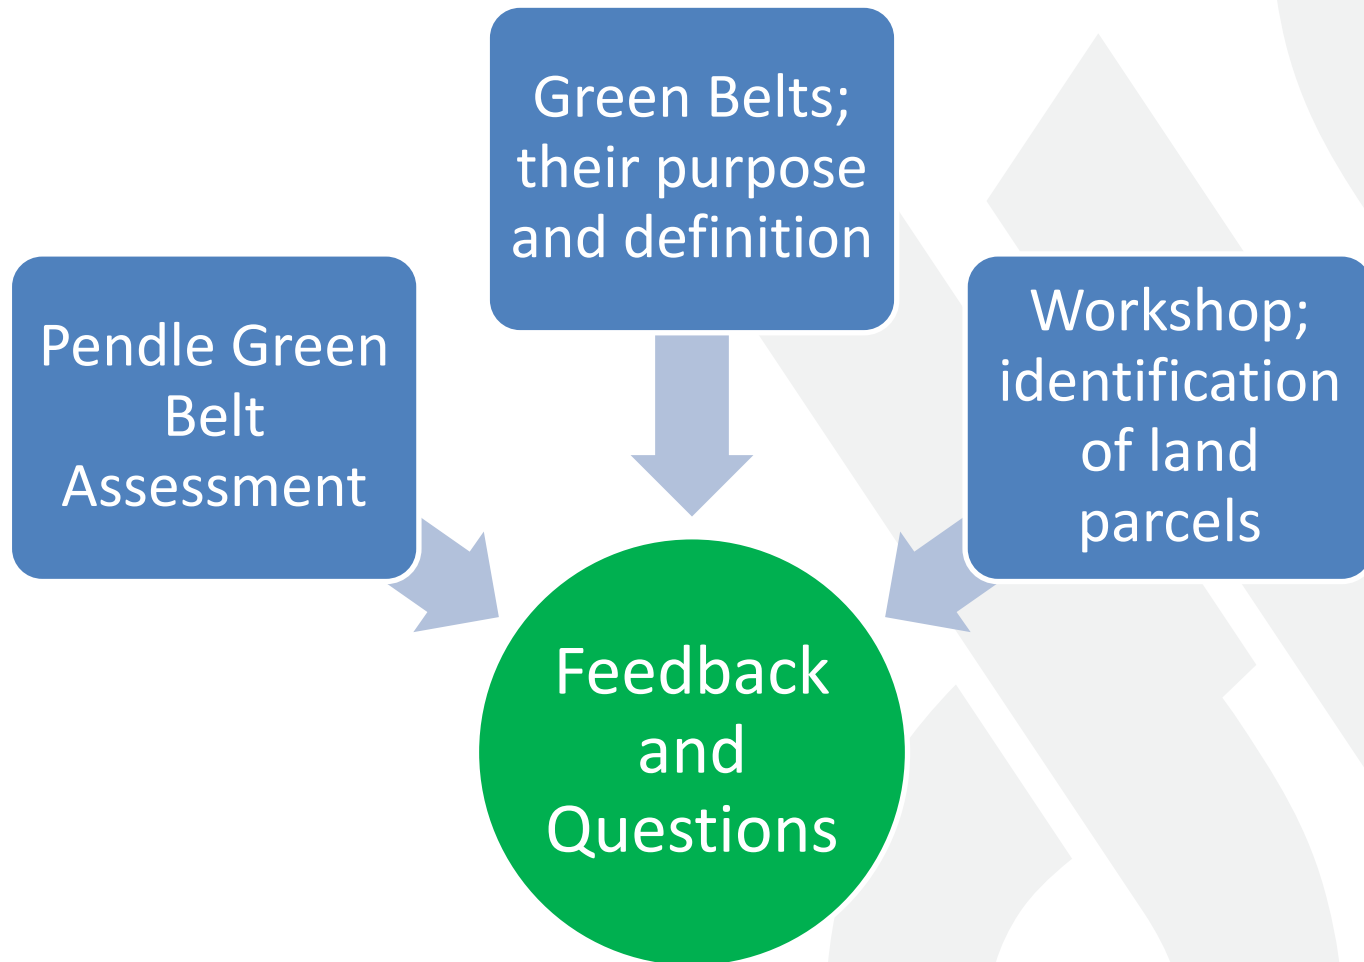 Pendle Green
Belt
Assessment
Green Belts;
their purpose
and definition
Workshop;
identification
of land
parcels
Feedback
and
Questions